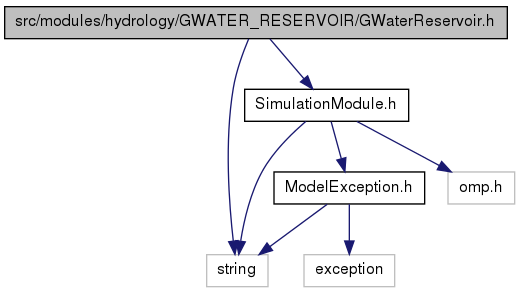 src/modules/hydrology/GWATER_RESERVOIR/GWaterReservoir.h
SimulationModule.h
ModelException.h
omp.h
string
exception